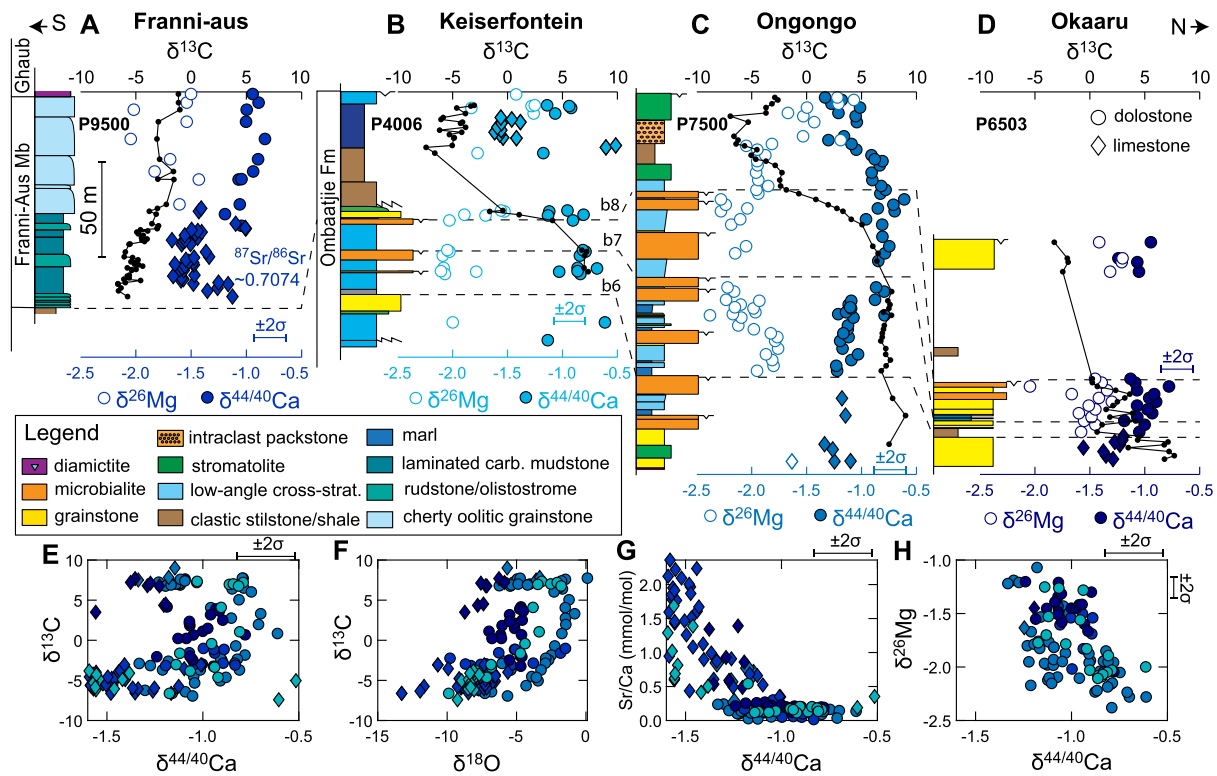 S A Franni-aus
δ13C
-10 -5 0 5 10
Ghaub
Franni-Aus Mb
P9500
50 m
87Sr/86Sr
~0.7074
±2σ
-2.5 -2.0 -1.5 -1.0 -0.5
δ26Mg δ44/40Ca
B Keiserfontein
δ13C
-10 -5 0 5 10
Ombaatjie Fm
P4006
b8
b7
b6
±2σ
-2.5 -2.0 -1.5 -1.0 -0.5
δ26Mg δ44/40Ca
C Ongongo
δ13C
-10 -5 0 5 10
P7500
±2σ
-2.5 -2.0 -1.5 -1.0 -0.5
δ26Mg δ44/40Ca
D Okaaru
δ13C N
-10 -5 0 5 10
P6503
dolostone
limestone
±2σ
-2.5 -2.0 -1.5 -1.0 -0.5
δ26Mg δ44/40Ca
Legend
diamictite
microbialite
grainstone
intraclast packstone
stromatolite
low-angle cross-strat.
clastic stilstone/shale
marl
laminated carb. mudstone
rudstone/olistostrome
cherty oolitic grainstone
E ±2σ
10
5
0
-5
-10
δ13C
-1.5 -1.0 -0.5
δ44/40Ca
F
10
5
0
-5
-10
δ13C
-15 -10 -5 0
δ18O
G ±2σ
2.0
1.5
1.0
0.5
0.0
Sr/Ca (mmol/mol)
-1.5 -1.0 -0.5
δ44/40Ca
H ±2σ
-1.0
-1.5
-2.0
-2.5
δ26Mg
±2σ
-1.5 -1.0 -0.5
δ44/40Ca